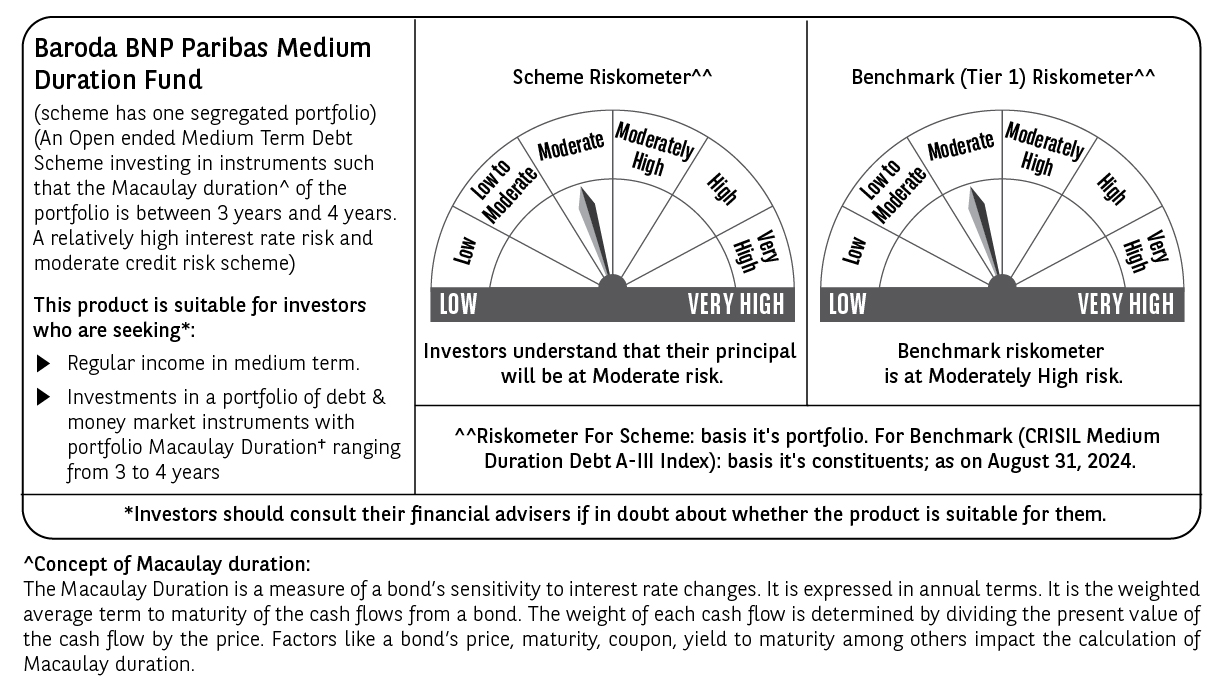 Baroda BNP Paribas Medium
Duration Fund
(scheme has one segregated portfolio)
(An Open ended Medium Term Debt
Scheme investing in instruments such
that the Macaulay duration^ of the
portfolio is between 3 years and 4 years.
A relatively high interest rate risk and
moderate credit risk scheme)
This product is suitable for investors
who are seeking*:
▶ Regular income in medium term.
▶ Investments in a portfolio of debt &
money market instruments with
portfolio Macaulay Duration† ranging
from 3 to 4 years
Scheme Riskometer^^
Low
Low to
Moderate
Moderate
Moderately
High
High
Very
High
LOW VERY HIGH
Investors understand that their principal
will be at Moderate risk.
Benchmark (Tier 1) Riskometer^^
Low
Low to
Moderate
Moderate
Moderately
High
High
Very
High
LOW VERY HIGH
Benchmark riskometer
is at Moderately High risk.
^^Riskometer For Scheme: basis it's portfolio. For Benchmark (CRISIL Medium
Duration Debt A-III Index): basis it's constituents; as on August 31, 2024.
*Investors should consult their financial advisers if in doubt about whether the product is suitable for them.
^Concept of Macaulay duration:
The Macaulay Duration is a measure of a bond’s sensitivity to interest rate changes. It is expressed in annual terms. It is the weighted
average term to maturity of the cash flows from a bond. The weight of each cash flow is determined by dividing the present value of
the cash flow by the price. Factors like a bond’s price, maturity, coupon, yield to maturity among others impact the calculation of
Macaulay duration.